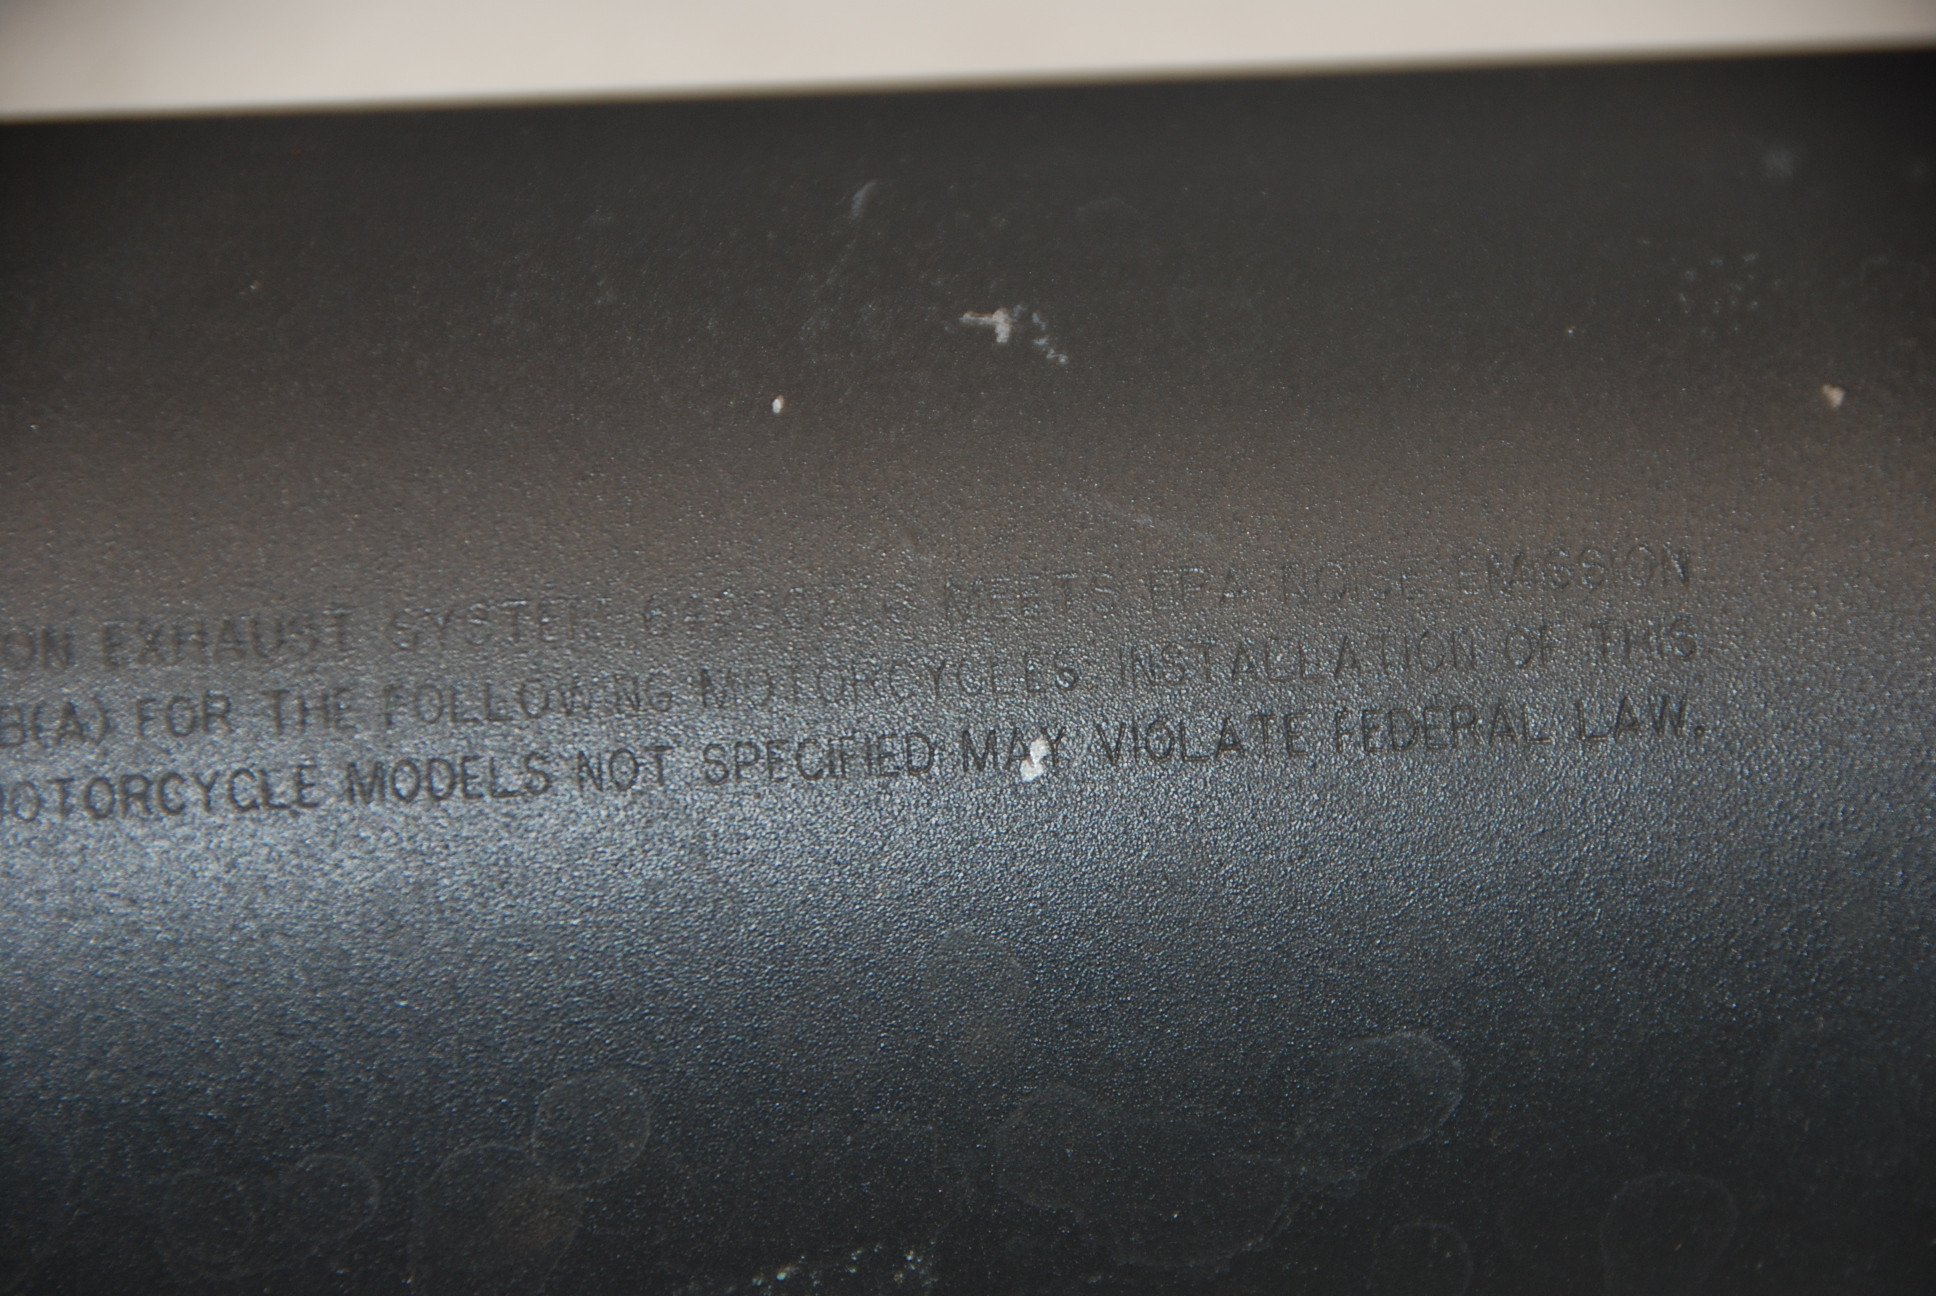 ON EXHAUST SYSTEM MEETS EPA NOISE EMISSION
B(A) FOR THE FOLLOWING MOTORCYCLES. INSTALLATION OF THIS
OTORCYCLE MODELS NOT SPECIFIED MAY VIOLATE FEDERAL LAW.